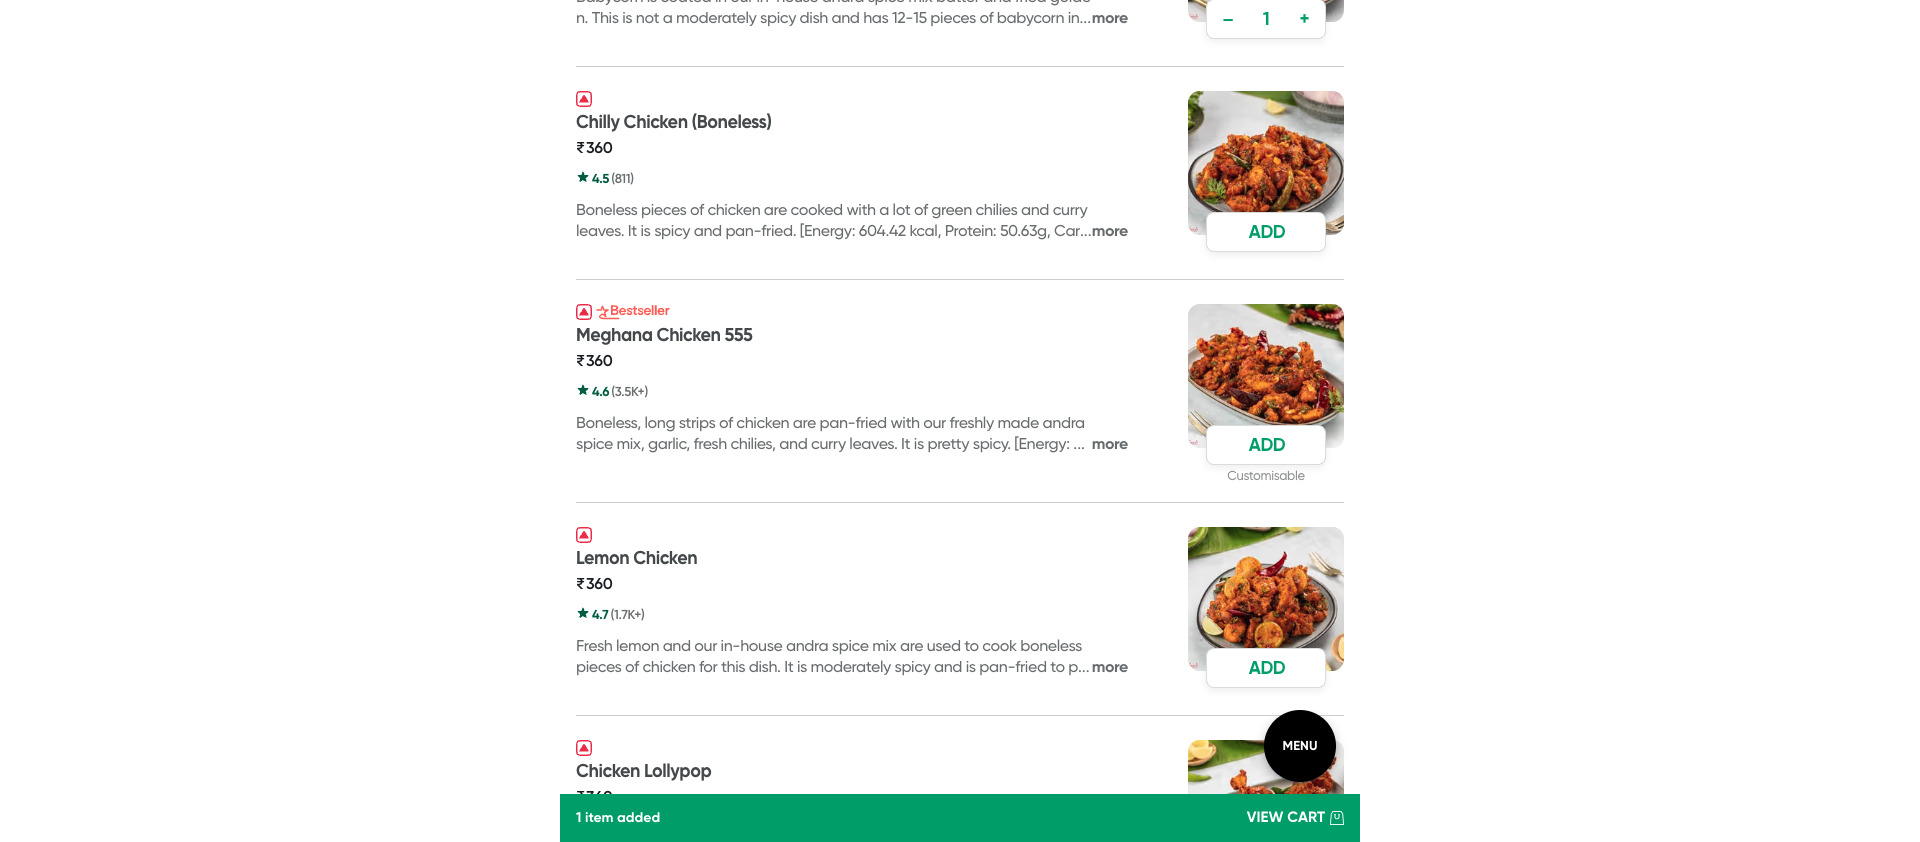 n. This is not a moderately spicy dish and has 12-15 pieces of babycorn in...more
– 1 +
Chilly Chicken (Boneless)
₹360
4.5 (811)
Boneless pieces of chicken are cooked with a lot of green chilies and curry
leaves. It is spicy and pan-fried. [Energy: 604.42 kcal, Protein: 50.63g, Car...more
ADD
Bestseller
Meghana Chicken 555
₹360
4.6 (3.5K+)
Boneless, long strips of chicken are pan-fried with our freshly made andra
spice mix, garlic, fresh chilies, and curry leaves. It is pretty spicy. [Energy: ... more
ADD
Customisable
Lemon Chicken
₹360
4.7 (1.7K+)
Fresh lemon and our in-house andra spice mix are used to cook boneless
pieces of chicken for this dish. It is moderately spicy and is pan-fried to p...more
ADD
MENU
Chicken Lollypop
1 item added
VIEW CART